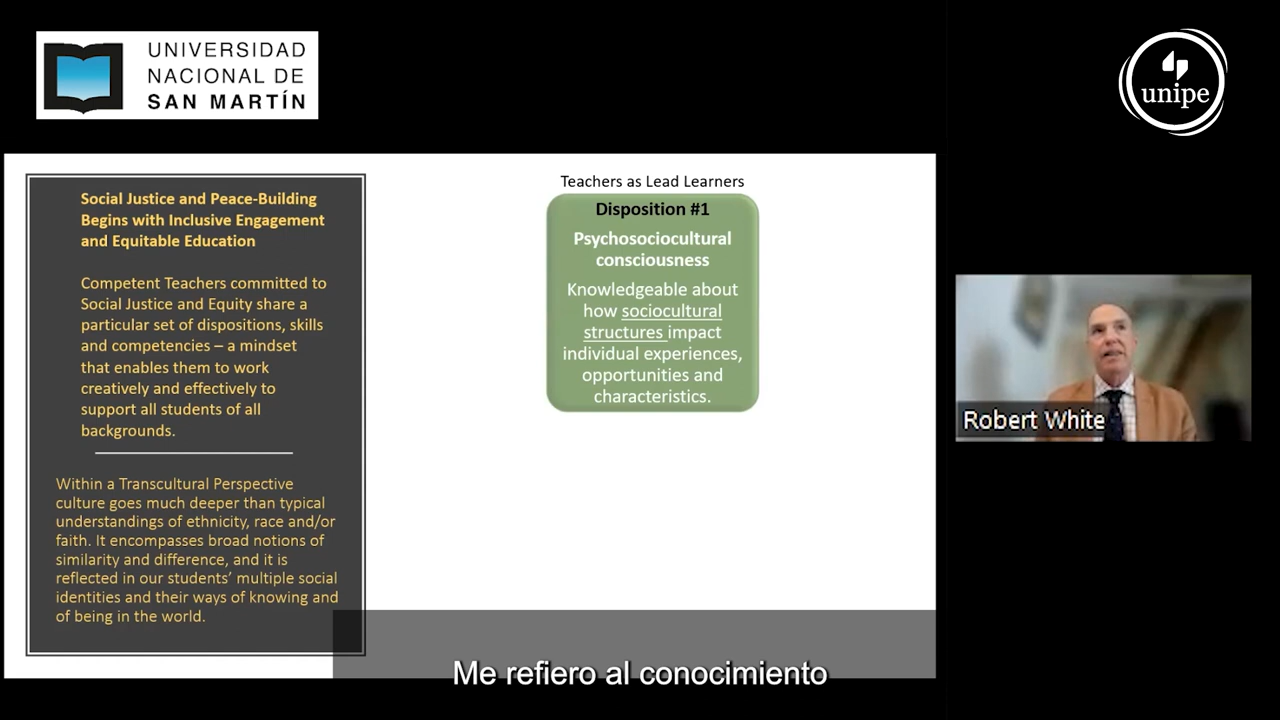 UNIVERSIDAD
NACIONAL DE
SAN MARTÍN
unipe
Social Justice and Peace-Building
Begins with Inclusive Engagement
and Equitable Education
Competent Teachers committed to
Social Justice and Equity share a
particular set of dispositions, skills
and competencies – a mindset
that enables them to work
creatively and effectively to
support all students of all
backgrounds.
Within a Transcultural Perspective
culture goes much deeper than typical
understandings of ethnicity, race and/or
faith. It encompasses broad notions of
similarity and difference, and it is
reflected in our students’ multiple social
identities and their ways of knowing and
of being in the world.
Teachers as Lead Learners
Disposition #1
Psychosociocultural
consciousness
Knowledgeable about
how sociocultural
structures impact
individual experiences,
opportunities and
characteristics.
Robert White
Me refiero al conocimiento